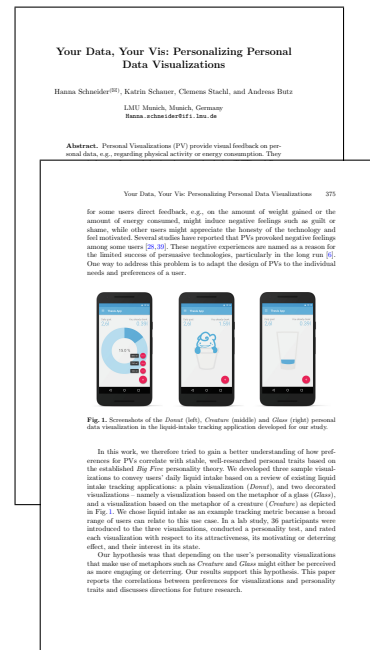 Your Data, Your Vis: Personalizing Personal
Data Visualizations
Hanna Schneider(✉), Katrin Schauer, Clemens Stachl, and Andreas Butz
LMU Munich, Munich, Germany
Hanna.schneider@ifi.lmu.de
Abstract. Personal Visualizations (PV) provide visual feedback on per-
sonal data, e.g., regarding physical activity or energy consumption. They
Your Data, Your Vis: Personalizing Personal Data Visualizations 375
for some users direct feedback, e.g., on the amount of weight gained or the
amount of energy consumed, might induce negative feelings such as guilt or
shame, while other users might appreciate the honesty of the technology and
feel motivated. Several studies have reported that PVs provoked negative feelings
among some users [28,39]. These negative experiences are named as a reason for
the limited success of persuasive technologies, particularly in the long run [6].
One way to address this problem is to adapt the design of PVs to the individual
needs and preferences of a user.
Fig. 1. Screenshots of the Donut (left), Creature (middle) and Glass (right) personal
data visualization in the liquid-intake tracking application developed for our study.
In this work, we therefore tried to gain a better understanding of how pref-
erences for PVs correlate with stable, well-researched personal traits based on
the established Big Five personality theory. We developed three sample visual-
izations to convey users' daily liquid intake based on a review of existing liquid
intake tracking applications: a plain visualization (Donut), and two decorated
visualizations – namely a visualization based on the metaphor of a glass (Glass),
and a visualization based on the metaphor of a creature (Creature) as depicted
in Fig. 1. We chose liquid intake as an example tracking metric because a broad
range of users can relate to this use case. In a lab study, 36 participants were
introduced to the three visualizations, conducted a personality test, and rated
each visualization with respect to its attractiveness, its motivating or deterring
effect, and their interest in its state.
Our hypothesis was that depending on the user's personality visualizations
that make use of metaphors such as Creature and Glass might either be perceived
as more engaging or deterring. Our results support this hypothesis. This paper
reports the correlations between preferences for visualizations and personality
traits and discusses directions for future research.